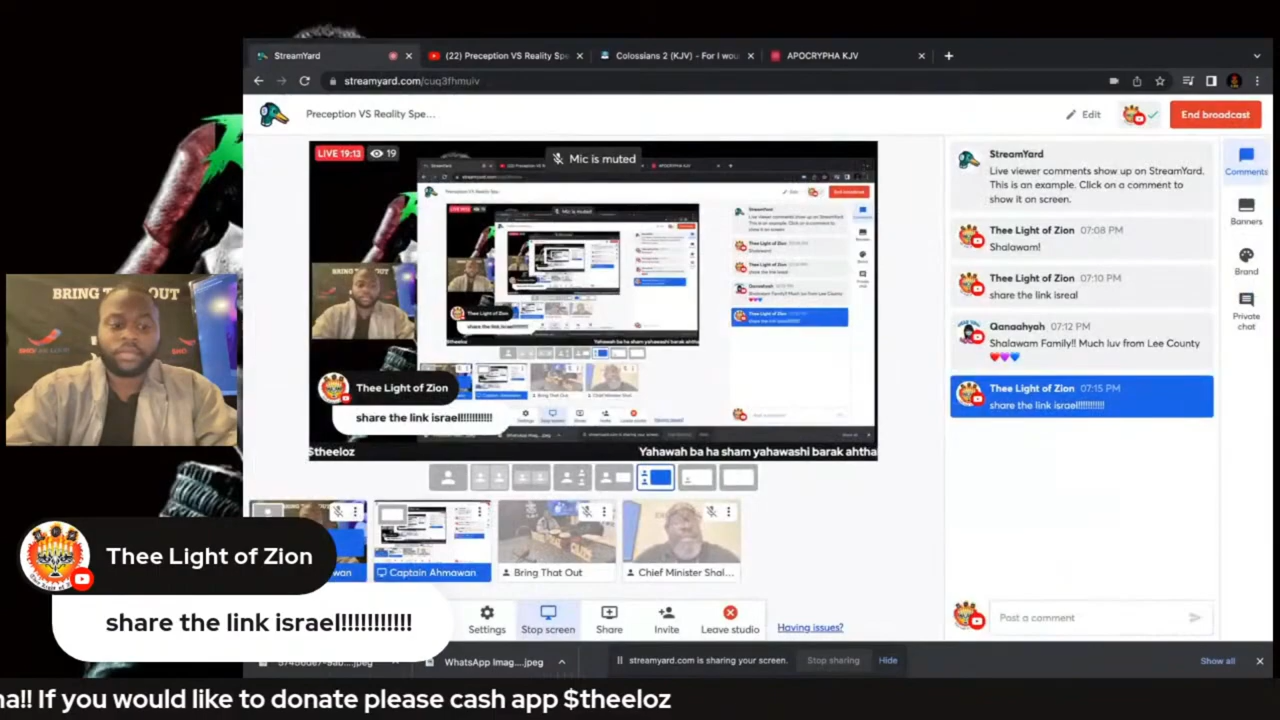 StreamYard
(22) Preception VS Reality Spe
Colossians 2 (KJV) - For I wou
APOCRYPHA KJV
streamyard.com/cuq3fhmuiv
Preception VS Reality Spe...
Edit
End broadcast
LIVE 19:13
19
Mic is muted
StreamYard
Live viewer comments show up on StreamYard.
This is an example. Click on a comment to
show it on screen.
Thee Light of Zion 07:08 PM
Shalawam!
Thee Light of Zion 07:10 PM
share the link isreal
Qanaahyah 07:12 PM
Shalawam Family!! Much luv from Lee County
❤️💜💙
Thee Light of Zion 07:15 PM
share the link israel!!!!!!!!!!!
Comments
Banners
Brand
Private
chat
BRING OUT
Thee Light of Zion
share the link israel!!!!!!!!!!!
$theeloz
Yahawah ba ha sham yahawashi barak ahtha
Captain Ahmawan
Bring That Out
Chief Minister Shal...
Settings
Stop screen
Share
Invite
Leave studio
Having issues?
Post a comment
WhatsApp Imag....jpeg
streamyard.com is sharing your screen.
Stop sharing
Hide
Show all
Thee Light of Zion
share the link israel!!!!!!!!!!!
na!! If you would like to donate please cash app $theeloz